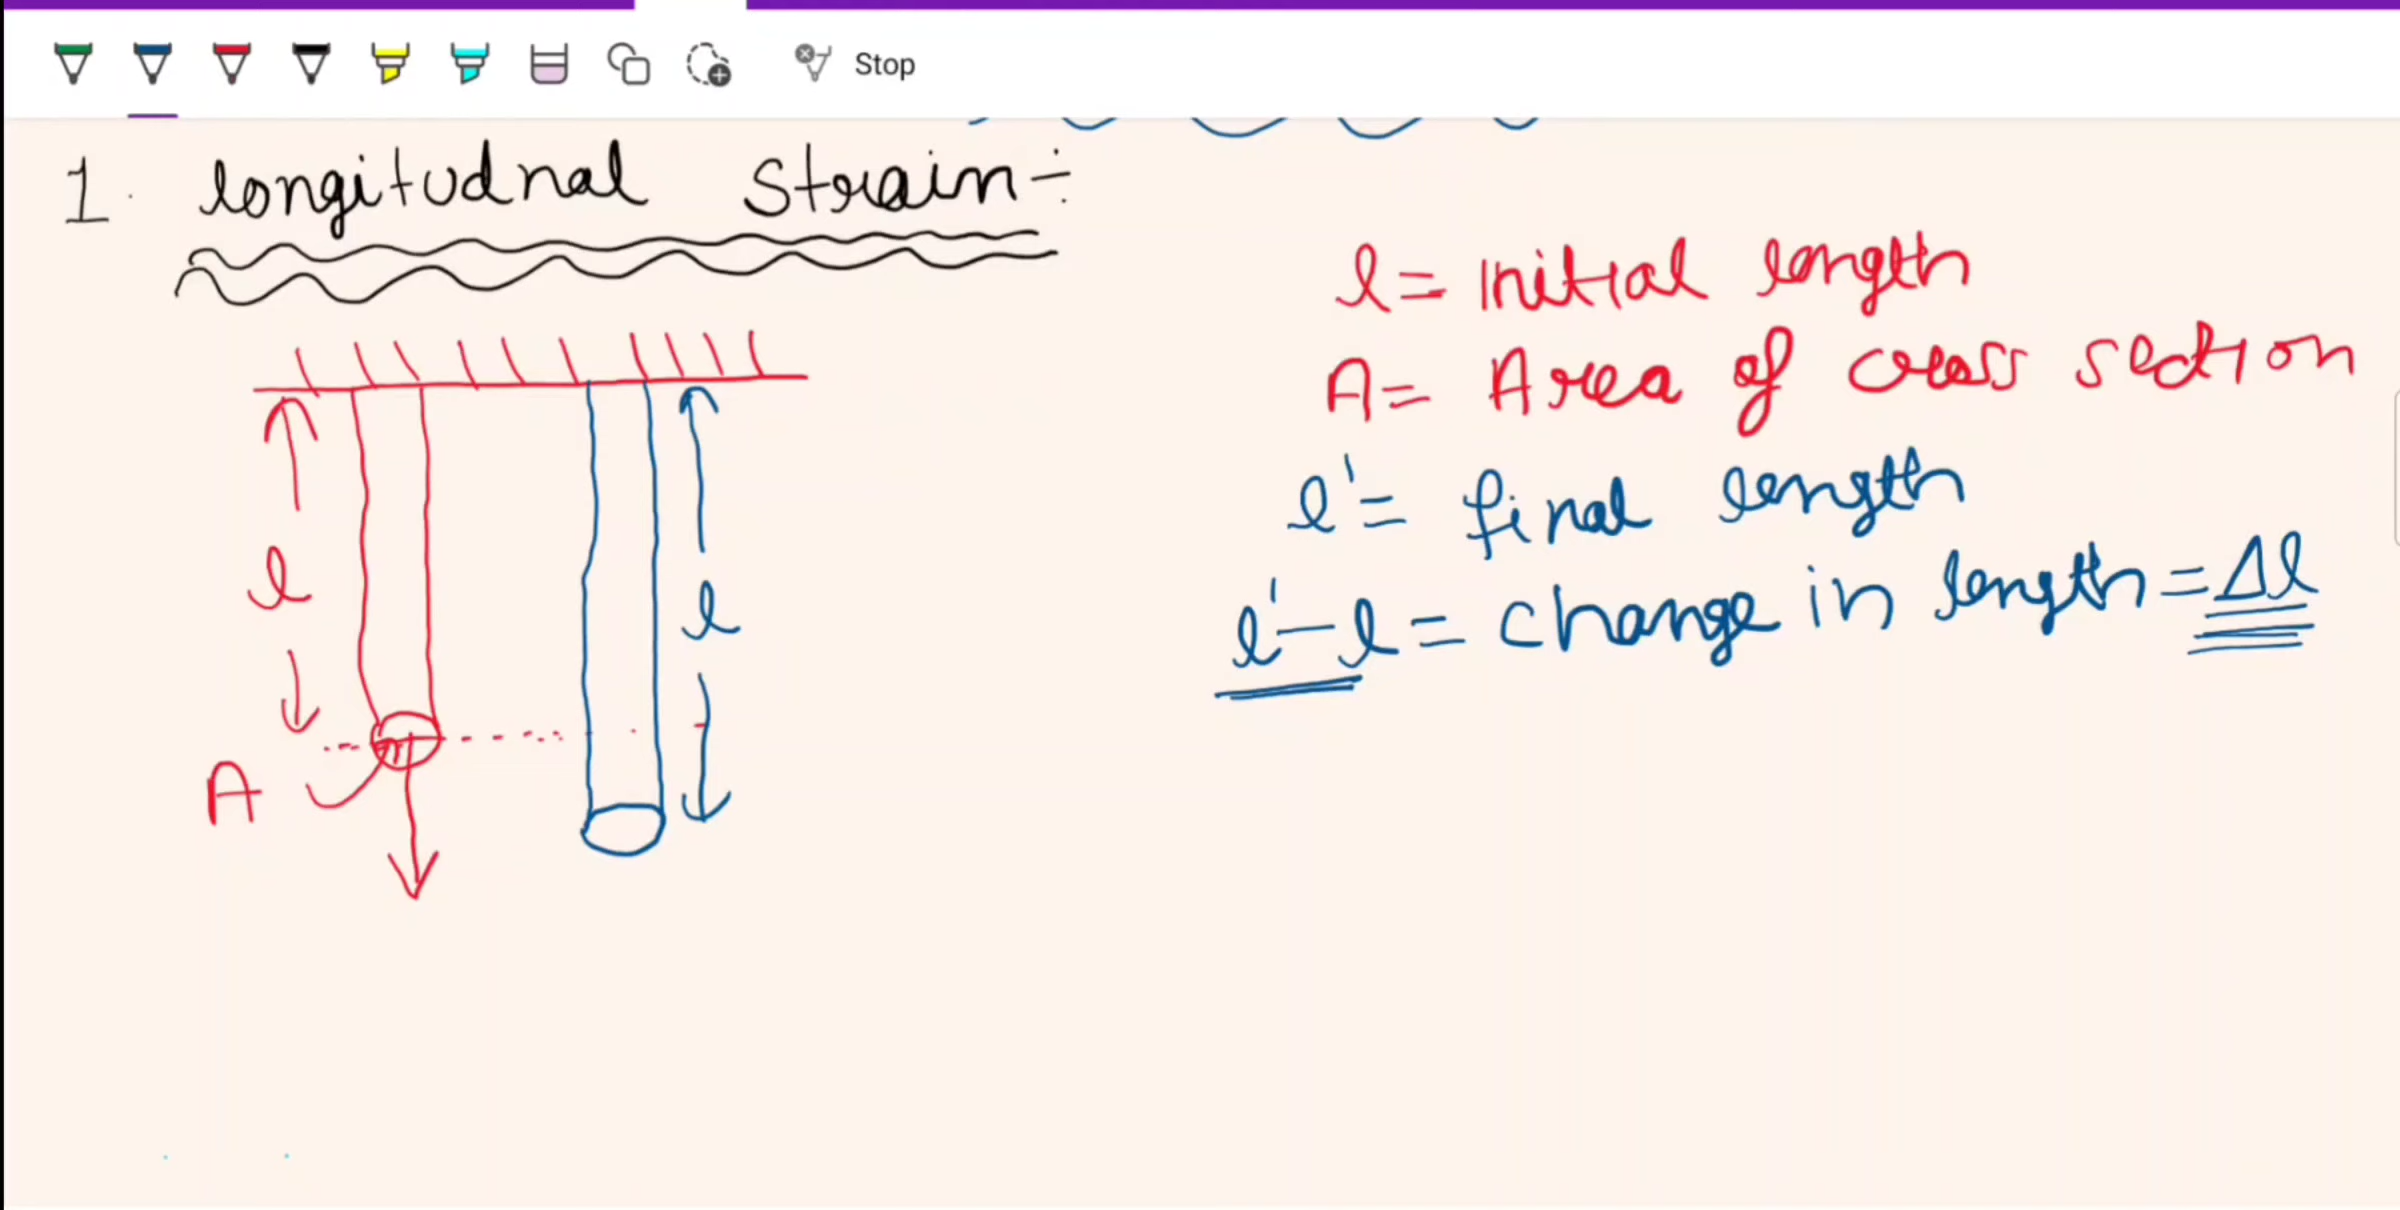 Stop
1. longitudnal Strain÷
l = Initial length
A = Area of cross section
l' = final length
l' - l = change in length = Δl
l
l
A